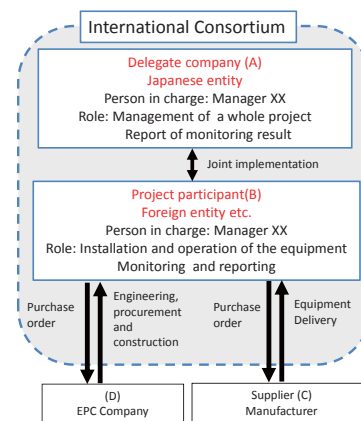 International Consortium
Delegate company (A)
Japanese entity
Person in charge: Manager XX
Role: Management of a whole project
Report of monitoring result
Joint implementation
Project participant(B)
Foreign entity etc.
Person in charge: Manager XX
Role: Installation and operation of the equipment
Monitoring and reporting
Purchase
order
Engineering,
procurement
and
construction
Purchase
order
Equipment
Delivery
(D)
EPC Company
Supplier (C)
Manufacturer